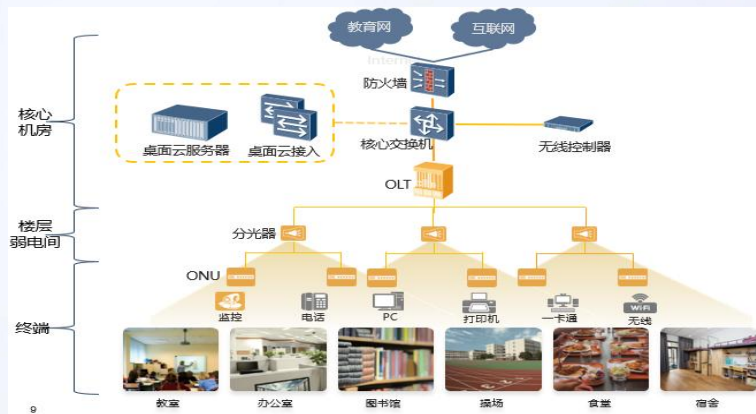 教育网
互联网
Intern
防火墙
核心
机房
桌面云服务器
桌面云接入
核心交换机
无线控制器
OLT
楼层
弱电间
分光器
ONU
监控
电话
PC
打印机
一卡通
WiFi
无线
终端
教室
办公室
图书馆
操场
食堂
宿舍
9